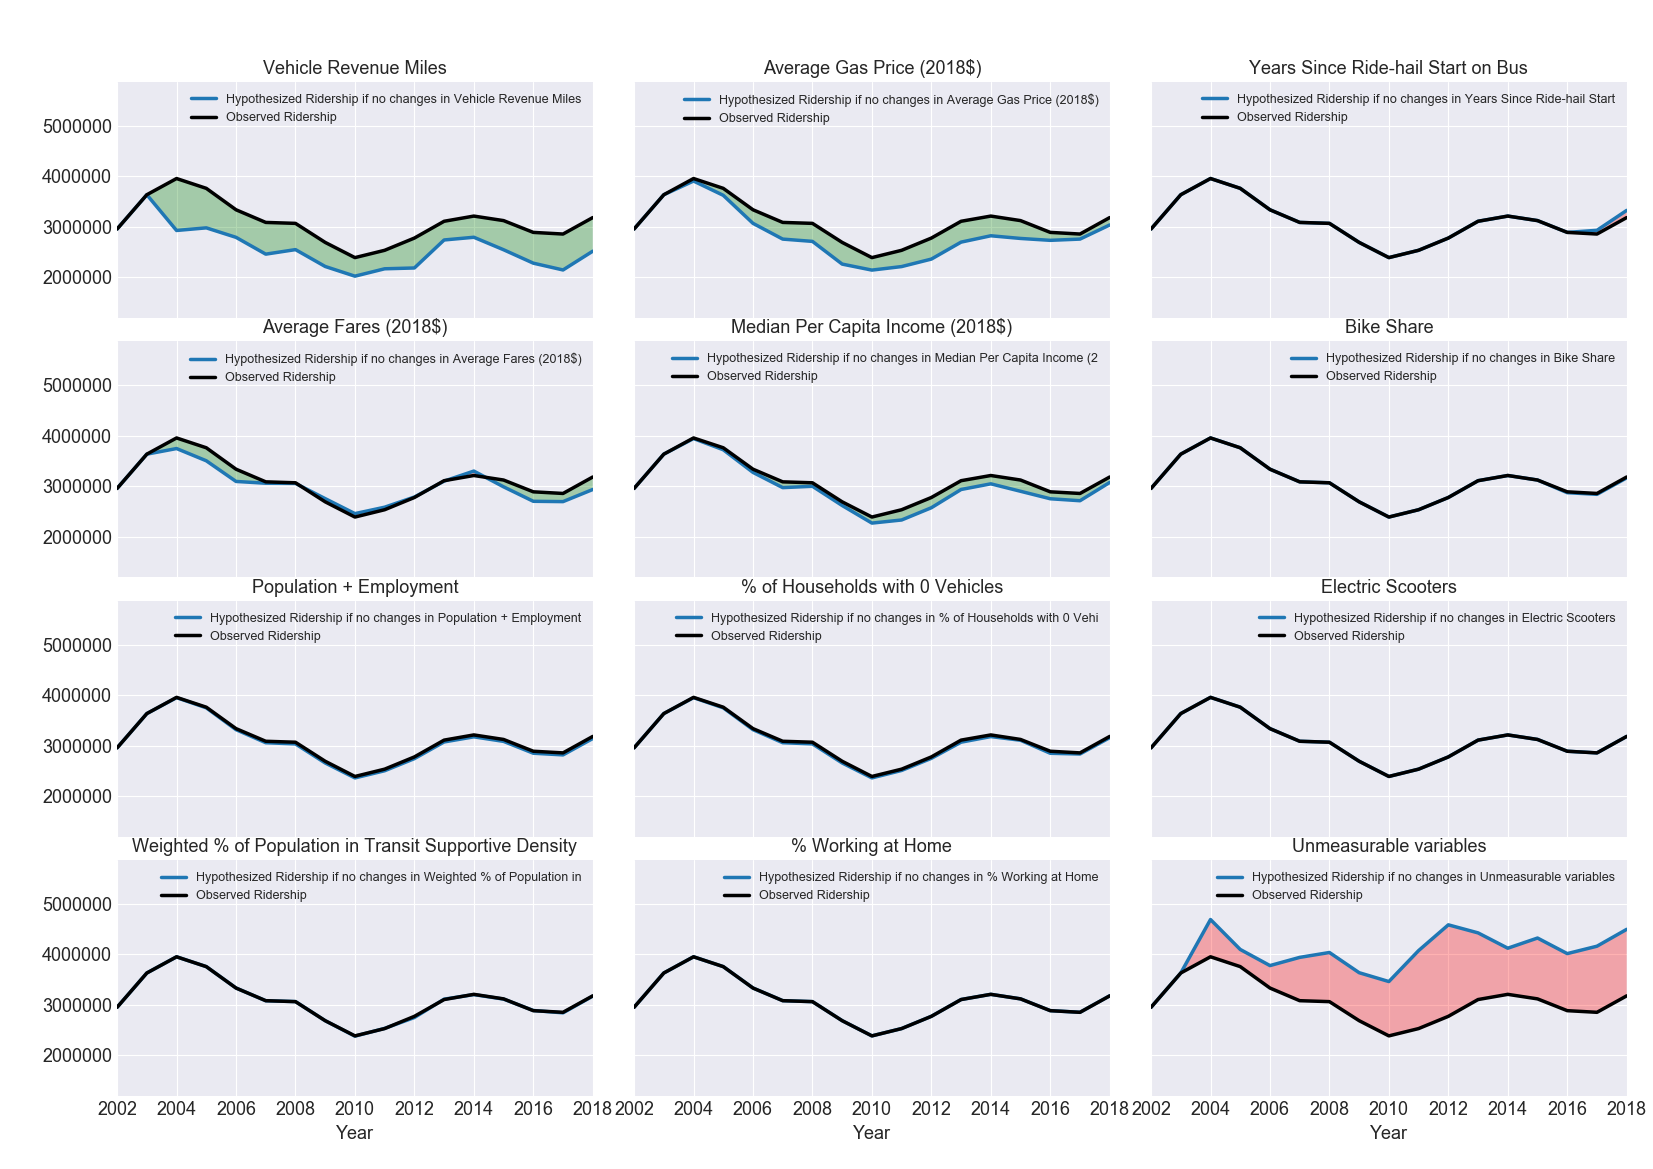 Vehicle Revenue Miles
Hypothesized Ridership if no changes in Vehicle Revenue Miles
Observed Ridership
5000000
4000000
3000000
2000000
Average Gas Price (2018$)
Hypothesized Ridership if no changes in Average Gas Price (2018$)
Observed Ridership
Years Since Ride-hail Start on Bus
Hypothesized Ridership if no changes in Years Since Ride-hail Start
Observed Ridership
Average Fares (2018$)
Hypothesized Ridership if no changes in Average Fares (2018$)
Observed Ridership
5000000
4000000
3000000
2000000
Median Per Capita Income (2018$)
Hypothesized Ridership if no changes in Median Per Capita Income (2
Observed Ridership
Bike Share
Hypothesized Ridership if no changes in Bike Share
Observed Ridership
Population + Employment
Hypothesized Ridership if no changes in Population + Employment
Observed Ridership
5000000
4000000
3000000
2000000
% of Households with 0 Vehicles
Hypothesized Ridership if no changes in % of Households with 0 Vehi
Observed Ridership
Electric Scooters
Hypothesized Ridership if no changes in Electric Scooters
Observed Ridership
Weighted % of Population in Transit Supportive Density
Hypothesized Ridership if no changes in Weighted % of Population in
Observed Ridership
5000000
4000000
3000000
2000000
2002 2004 2006 2008 2010 2012 2014 2016 2018
Year
% Working at Home
Hypothesized Ridership if no changes in % Working at Home
Observed Ridership
2002 2004 2006 2008 2010 2012 2014 2016 2018
Year
Unmeasurable variables
Hypothesized Ridership if no changes in Unmeasurable variables
Observed Ridership
2002 2004 2006 2008 2010 2012 2014 2016 2018
Year